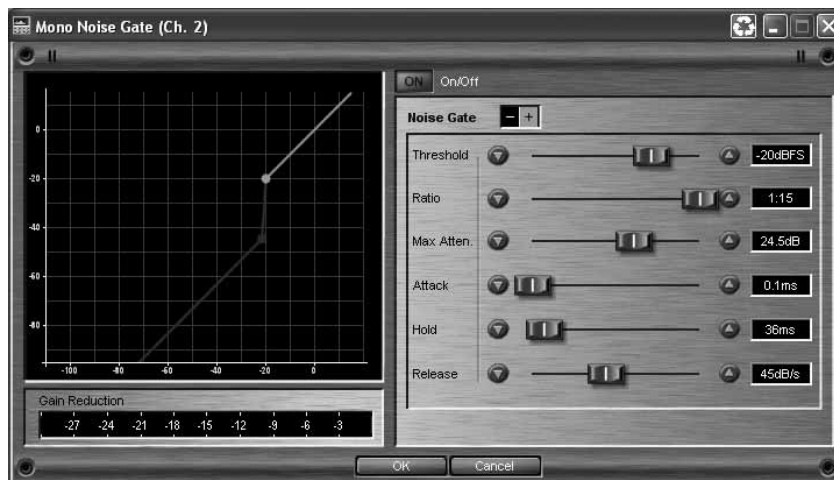 Mono Noise Gate (Ch. 2)
ON On/Off
Noise Gate - +
Threshold -20dBFS
Ratio 1:15
Max Atten. 24.5dB
Attack 0.1ms
Hold 36ms
Release 45dB/s
0
-20
-40
-60
-80
-100 -80 -60 -40 -20 0
Gain Reduction
-27 -24 -21 -18 -15 -12 -9 -6 -3
OK Cancel